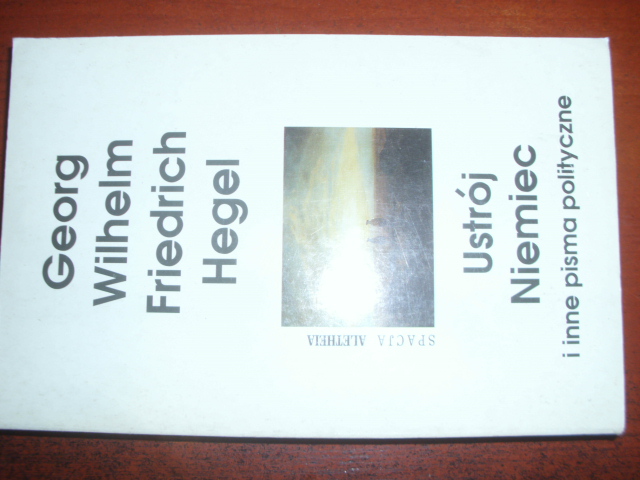 Georg
Wilhelm
Friedrich
Hegel
SPACJA ALETHEIA
Ustrój
Niemiec
i inne pisma polityczne